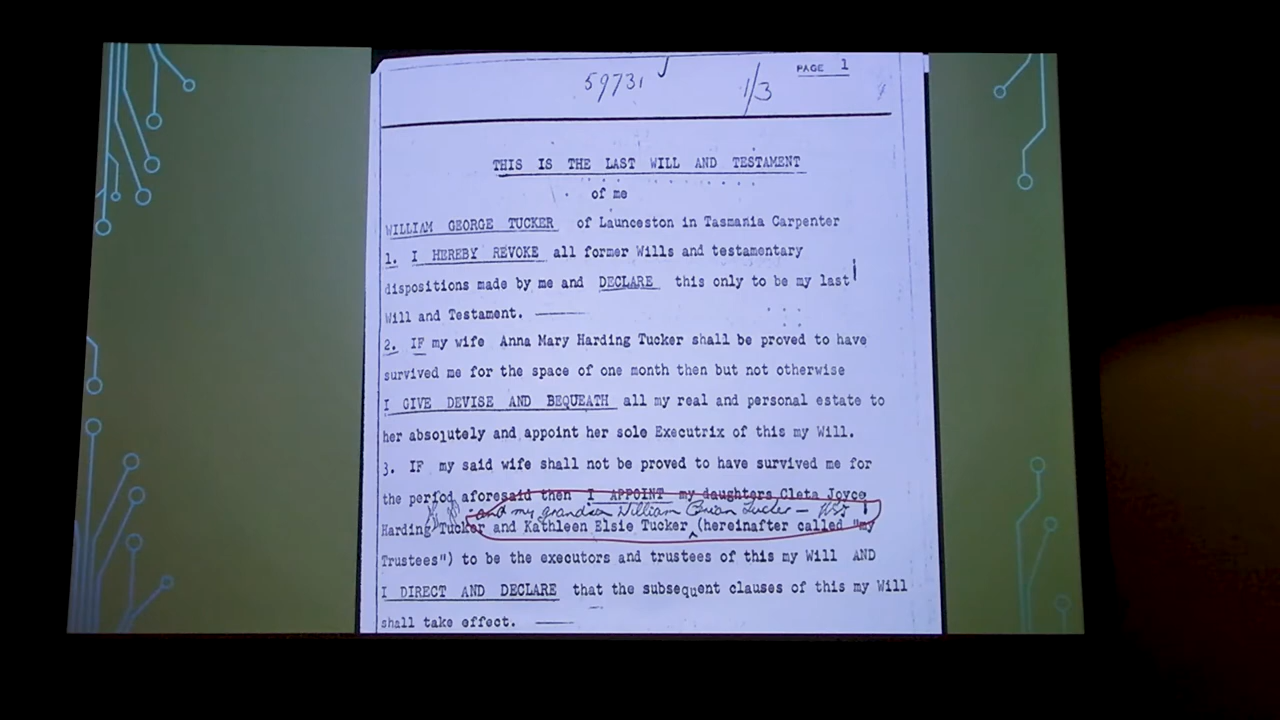 PAGE 1
59731 1/3
THIS IS THE LAST WILL AND TESTAMENT
of me
WILLIAM GEORGE TUCKER of Launceston in Tasmania Carpenter
1. I HEREBY REVOKE all former Wills and testamentary
dispositions made by me and DECLARE this only to be my last
Will and Testament.
2. IF my wife Anna Mary Harding Tucker shall be proved to have
survived me for the space of one month then but not otherwise
I GIVE DEVISE AND BEQUEATH all my real and personal estate to
her absolutely and appoint her sole Executrix of this my Will.
3. IF my said wife shall not be proved to have survived me for
the period aforesaid then I APPOINT my daughters Cleta Joyce
and my grandson William Brian Tucker —
Harding Tucker and Kathleen Elsie Tucker (hereinafter called "my
Trustees") to be the executors and trustees of this my Will AND
I DIRECT AND DECLARE that the subsequent clauses of this my Will
shall take effect.